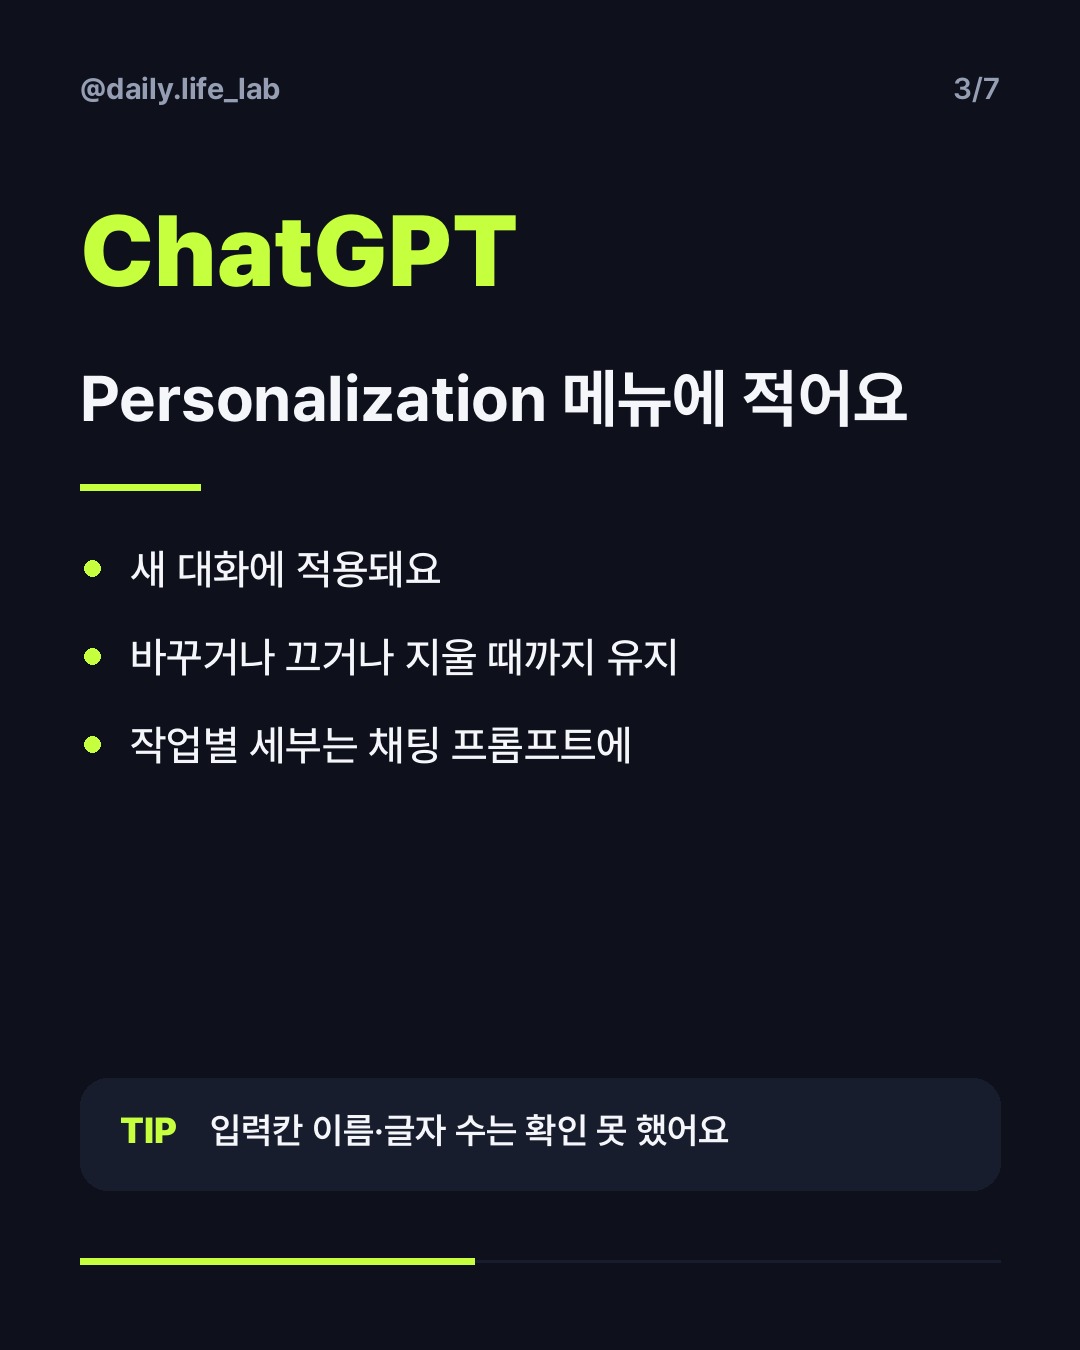 @daily.life_lab
3/7
ChatGPT
Personalization 메뉴에 적어요
새 대화에 적용돼요
바꾸거나 끄거나 지울 때까지 유지
작업별 세부는 채팅 프롬프트에
TIP 입력칸 이름·글자 수는 확인 못 했어요